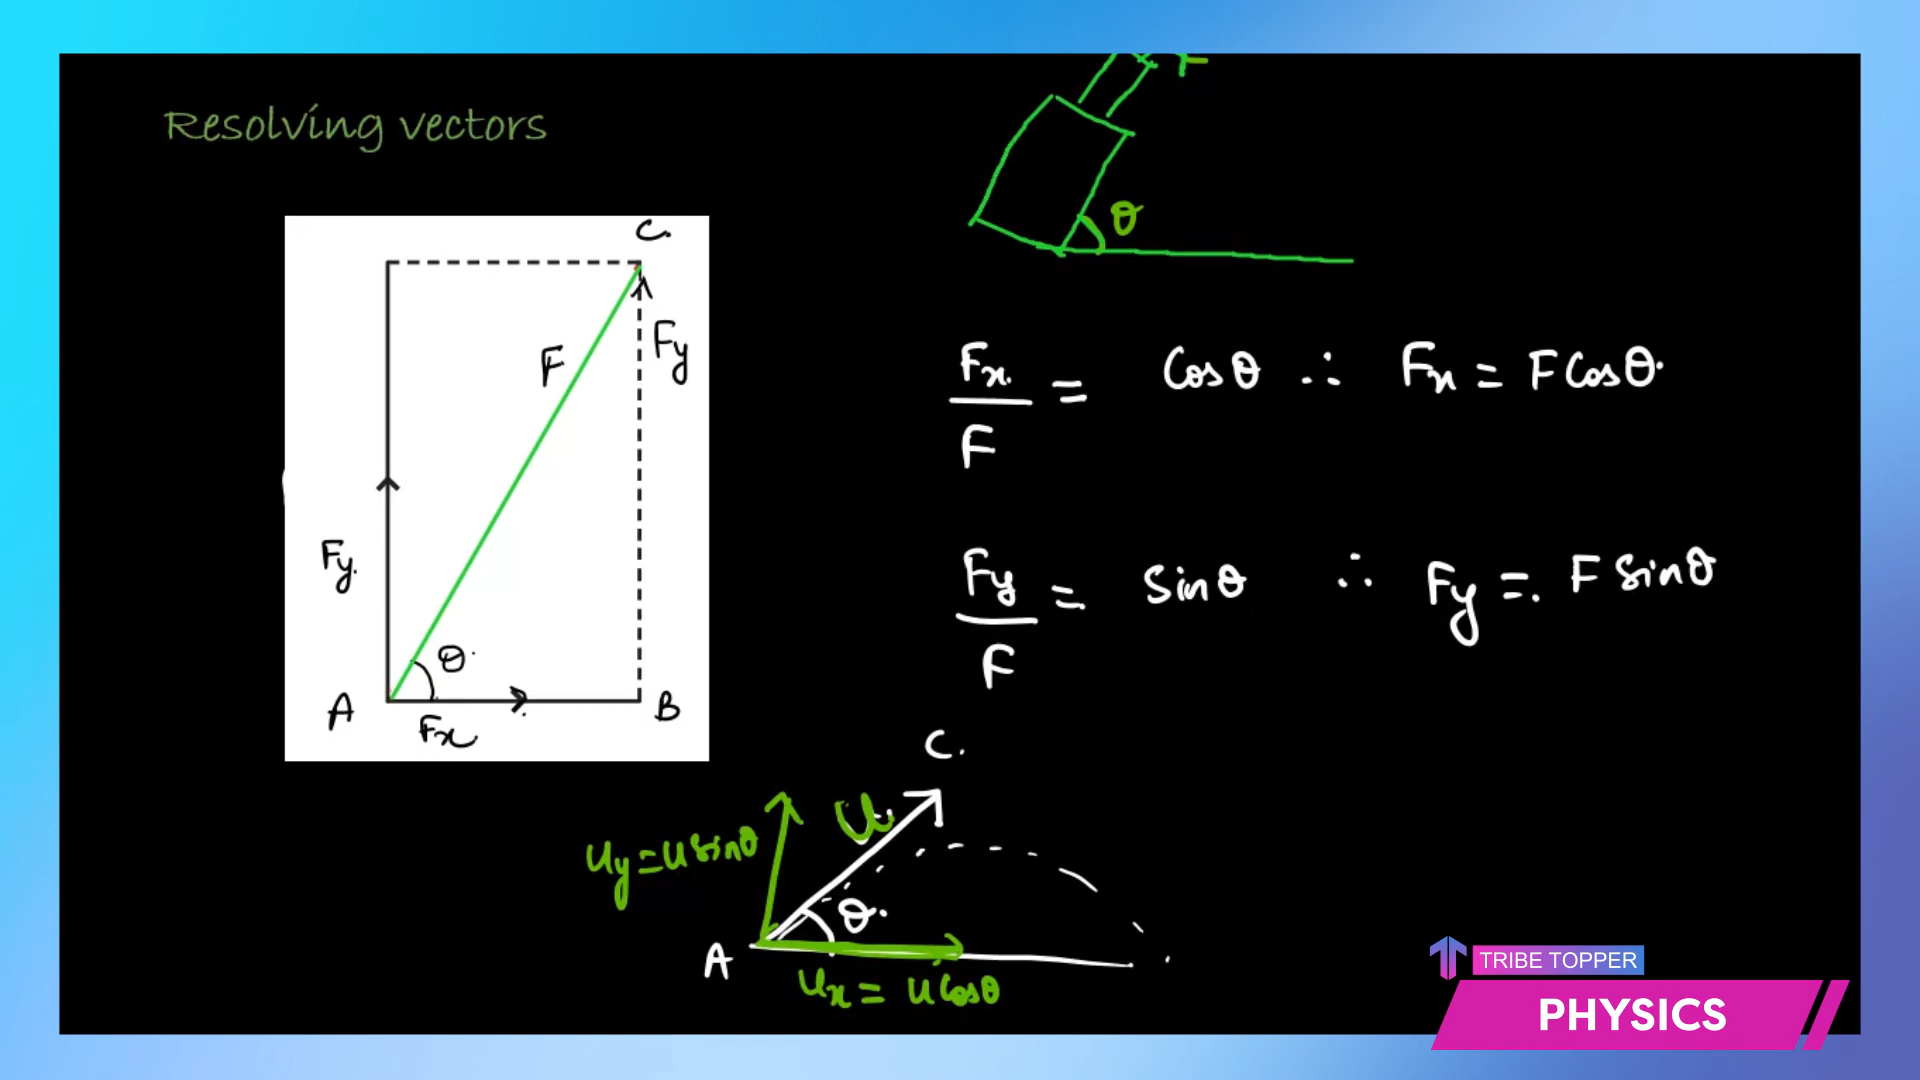 Resolving vectors
F
θ
C.
F
Fy
Fy.
θ.
A
B
Fx
Fx. / F = Cosθ ∴ Fx = F Cosθ.
Fy / F = Sinθ ∴ Fy =. F Sinθ
C.
U.
uy = u Sinθ
θ.
A
ux = u Cosθ
TRIBE TOPPER
PHYSICS